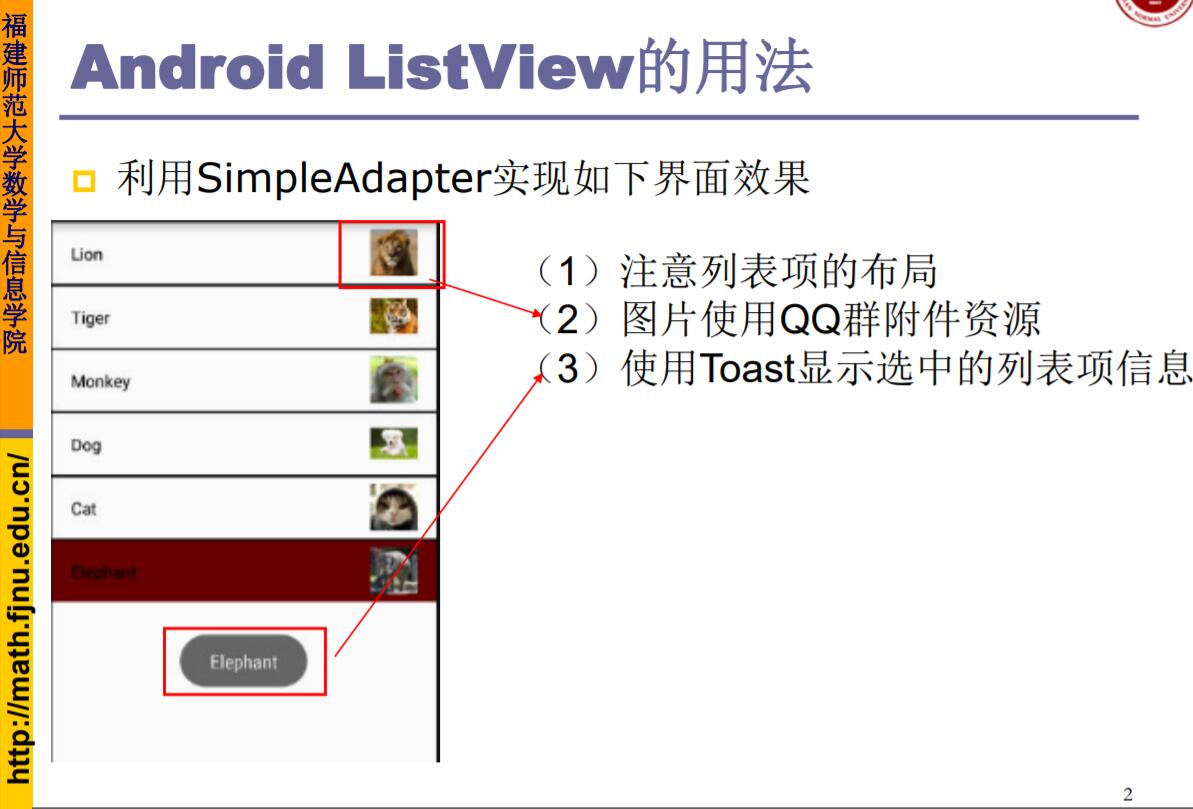 福建师范大学数学与信息学院
http://math.fjnu.edu.cn/
Android ListView的用法
利用SimpleAdapter实现如下界面效果
Lion
Tiger
Monkey
Dog
Cat
Elephant
Elephant
（1）注意列表项的布局
（2）图片使用QQ群附件资源
（3）使用Toast显示选中的列表项信息
2